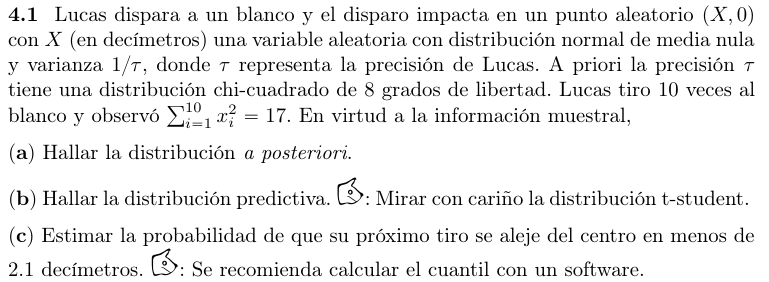 4.1 Lucas dispara a un blanco y el disparo impacta en un punto aleatorio (X, 0)
con X (en decímetros) una variable aleatoria con distribución normal de media nula
y varianza 1/τ, donde τ representa la precisión de Lucas. A priori la precisión τ
tiene una distribución chi-cuadrado de 8 grados de libertad. Lucas tiro 10 veces al
blanco y observó ∑_{i=1}^{10} x_i^2 = 17. En virtud a la información muestral,
(a) Hallar la distribución a posteriori.
(b) Hallar la distribución predictiva. : Mirar con cariño la distribución t-student.
(c) Estimar la probabilidad de que su próximo tiro se aleje del centro en menos de
2.1 decímetros. : Se recomienda calcular el cuantil con un software.